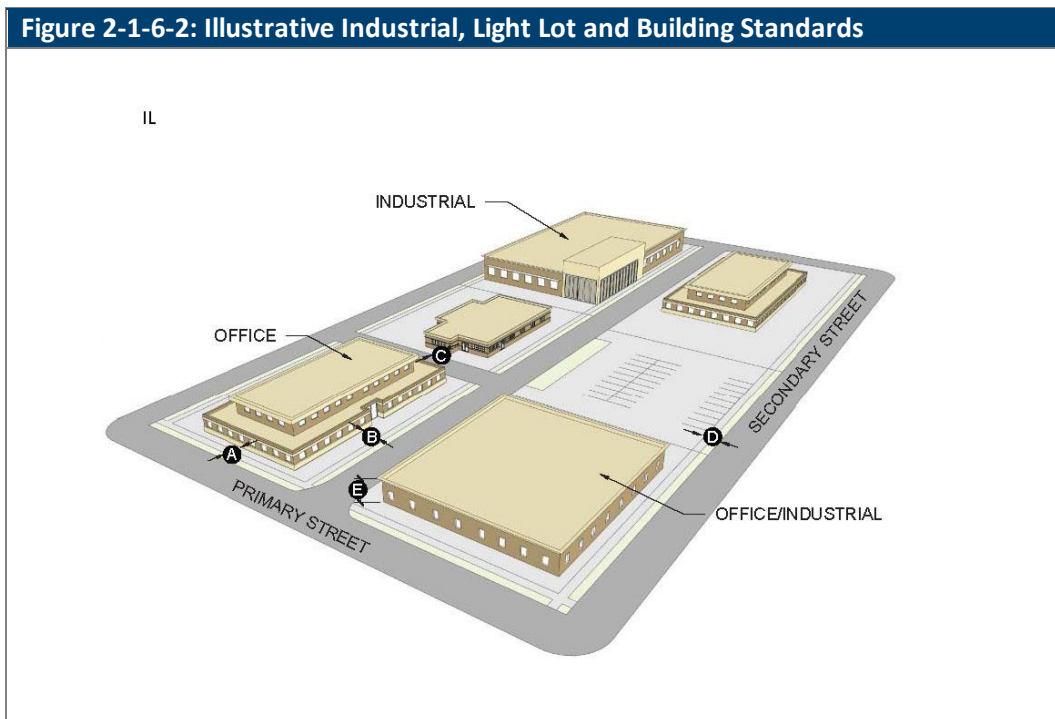 Figure 2-1-6-2: Illustrative Industrial, Light Lot and Building Standards
IL
INDUSTRIAL
OFFICE
C
SECONDARY STREET
A
B
D
E
PRIMARY STREET
OFFICE/INDUSTRIAL